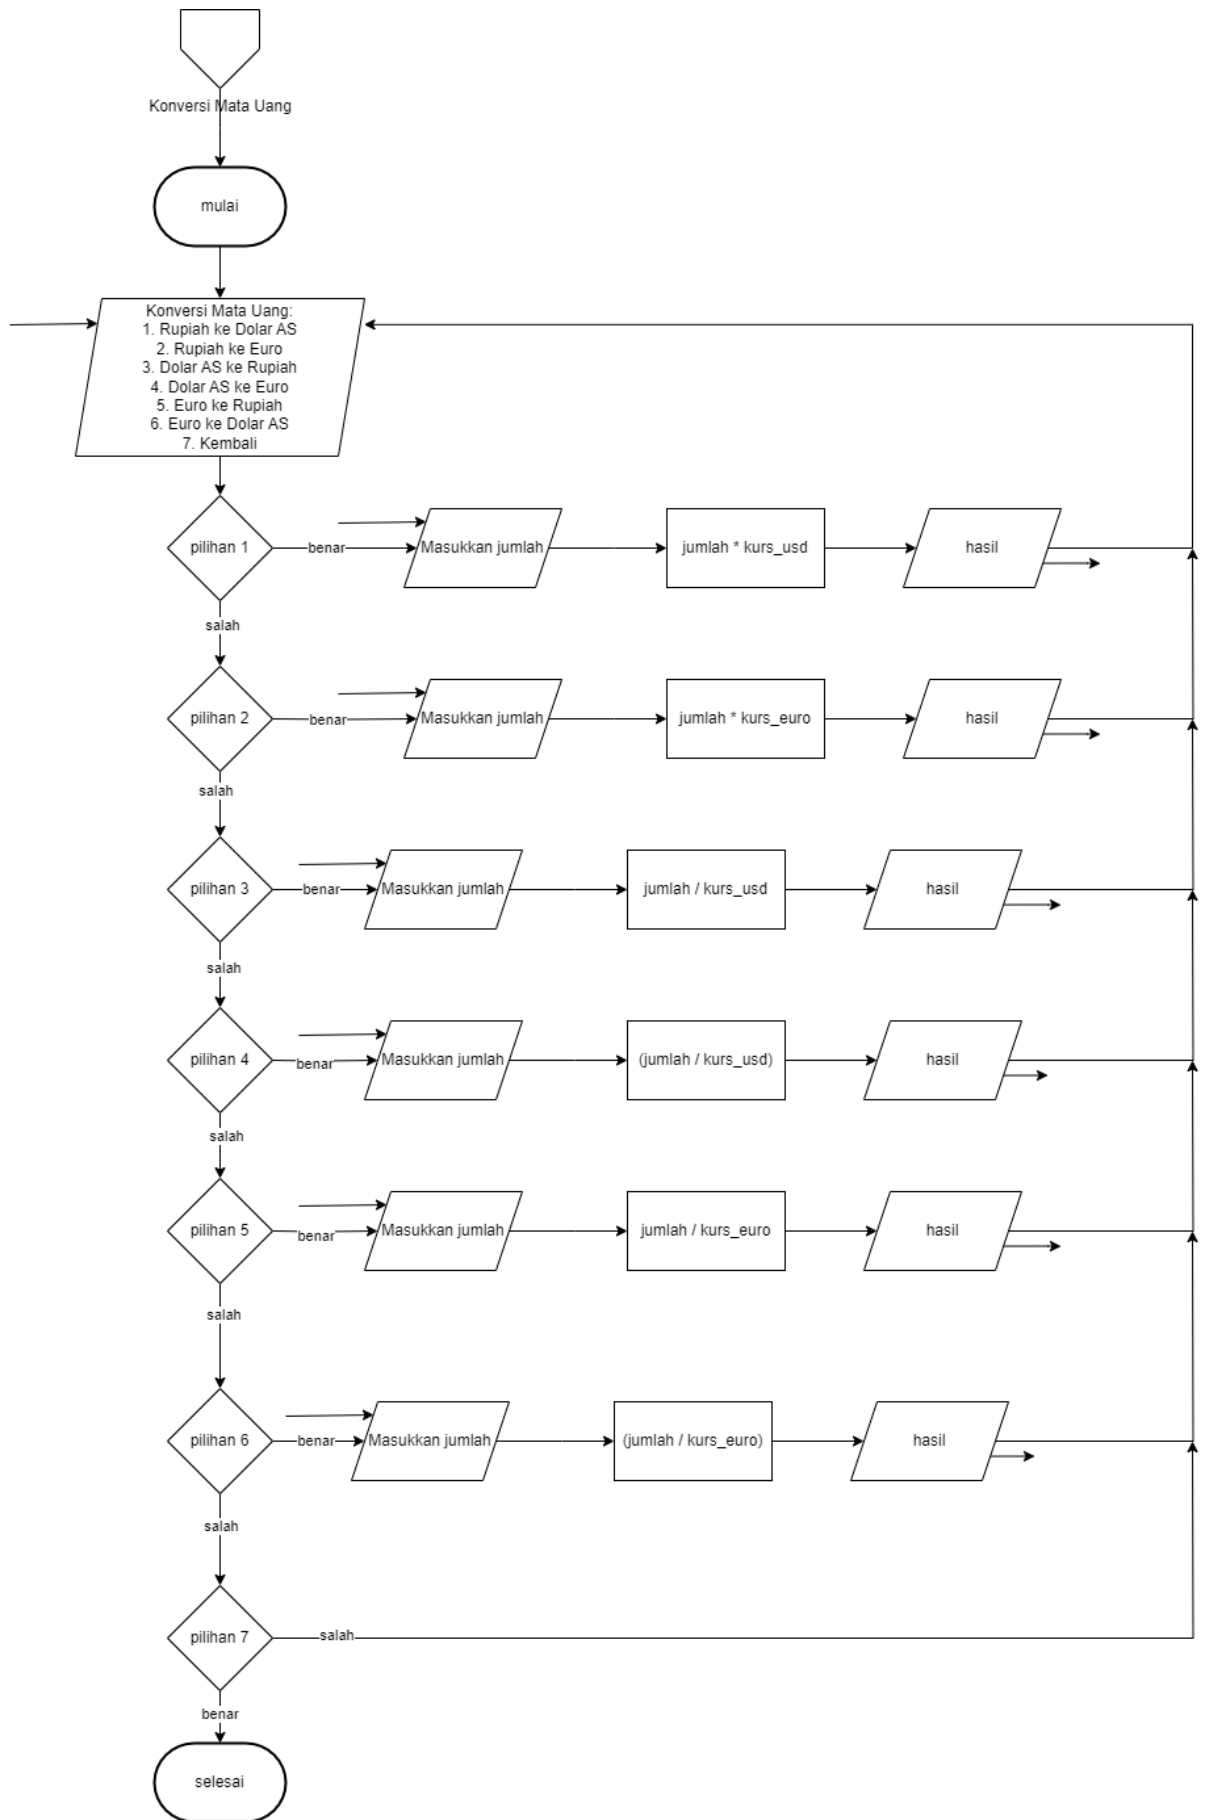 Konversi Mata Uang
mulai
Konversi Mata Uang:
1. Rupiah ke Dolar AS
2. Rupiah ke Euro
3. Dolar AS ke Rupiah
4. Dolar AS ke Euro
5. Euro ke Rupiah
6. Euro ke Dolar AS
7. Kembali
pilihan 1
benar
Masukkan jumlah
jumlah * kurs_usd
hasil
salah
pilihan 2
benar
Masukkan jumlah
jumlah * kurs_euro
hasil
salah
pilihan 3
benar
Masukkan jumlah
jumlah / kurs_usd
hasil
salah
pilihan 4
benar
Masukkan jumlah
(jumlah / kurs_usd)
hasil
salah
pilihan 5
benar
Masukkan jumlah
jumlah / kurs_euro
hasil
salah
pilihan 6
benar
Masukkan jumlah
(jumlah / kurs_euro)
hasil
salah
pilihan 7
salah
benar
selesai